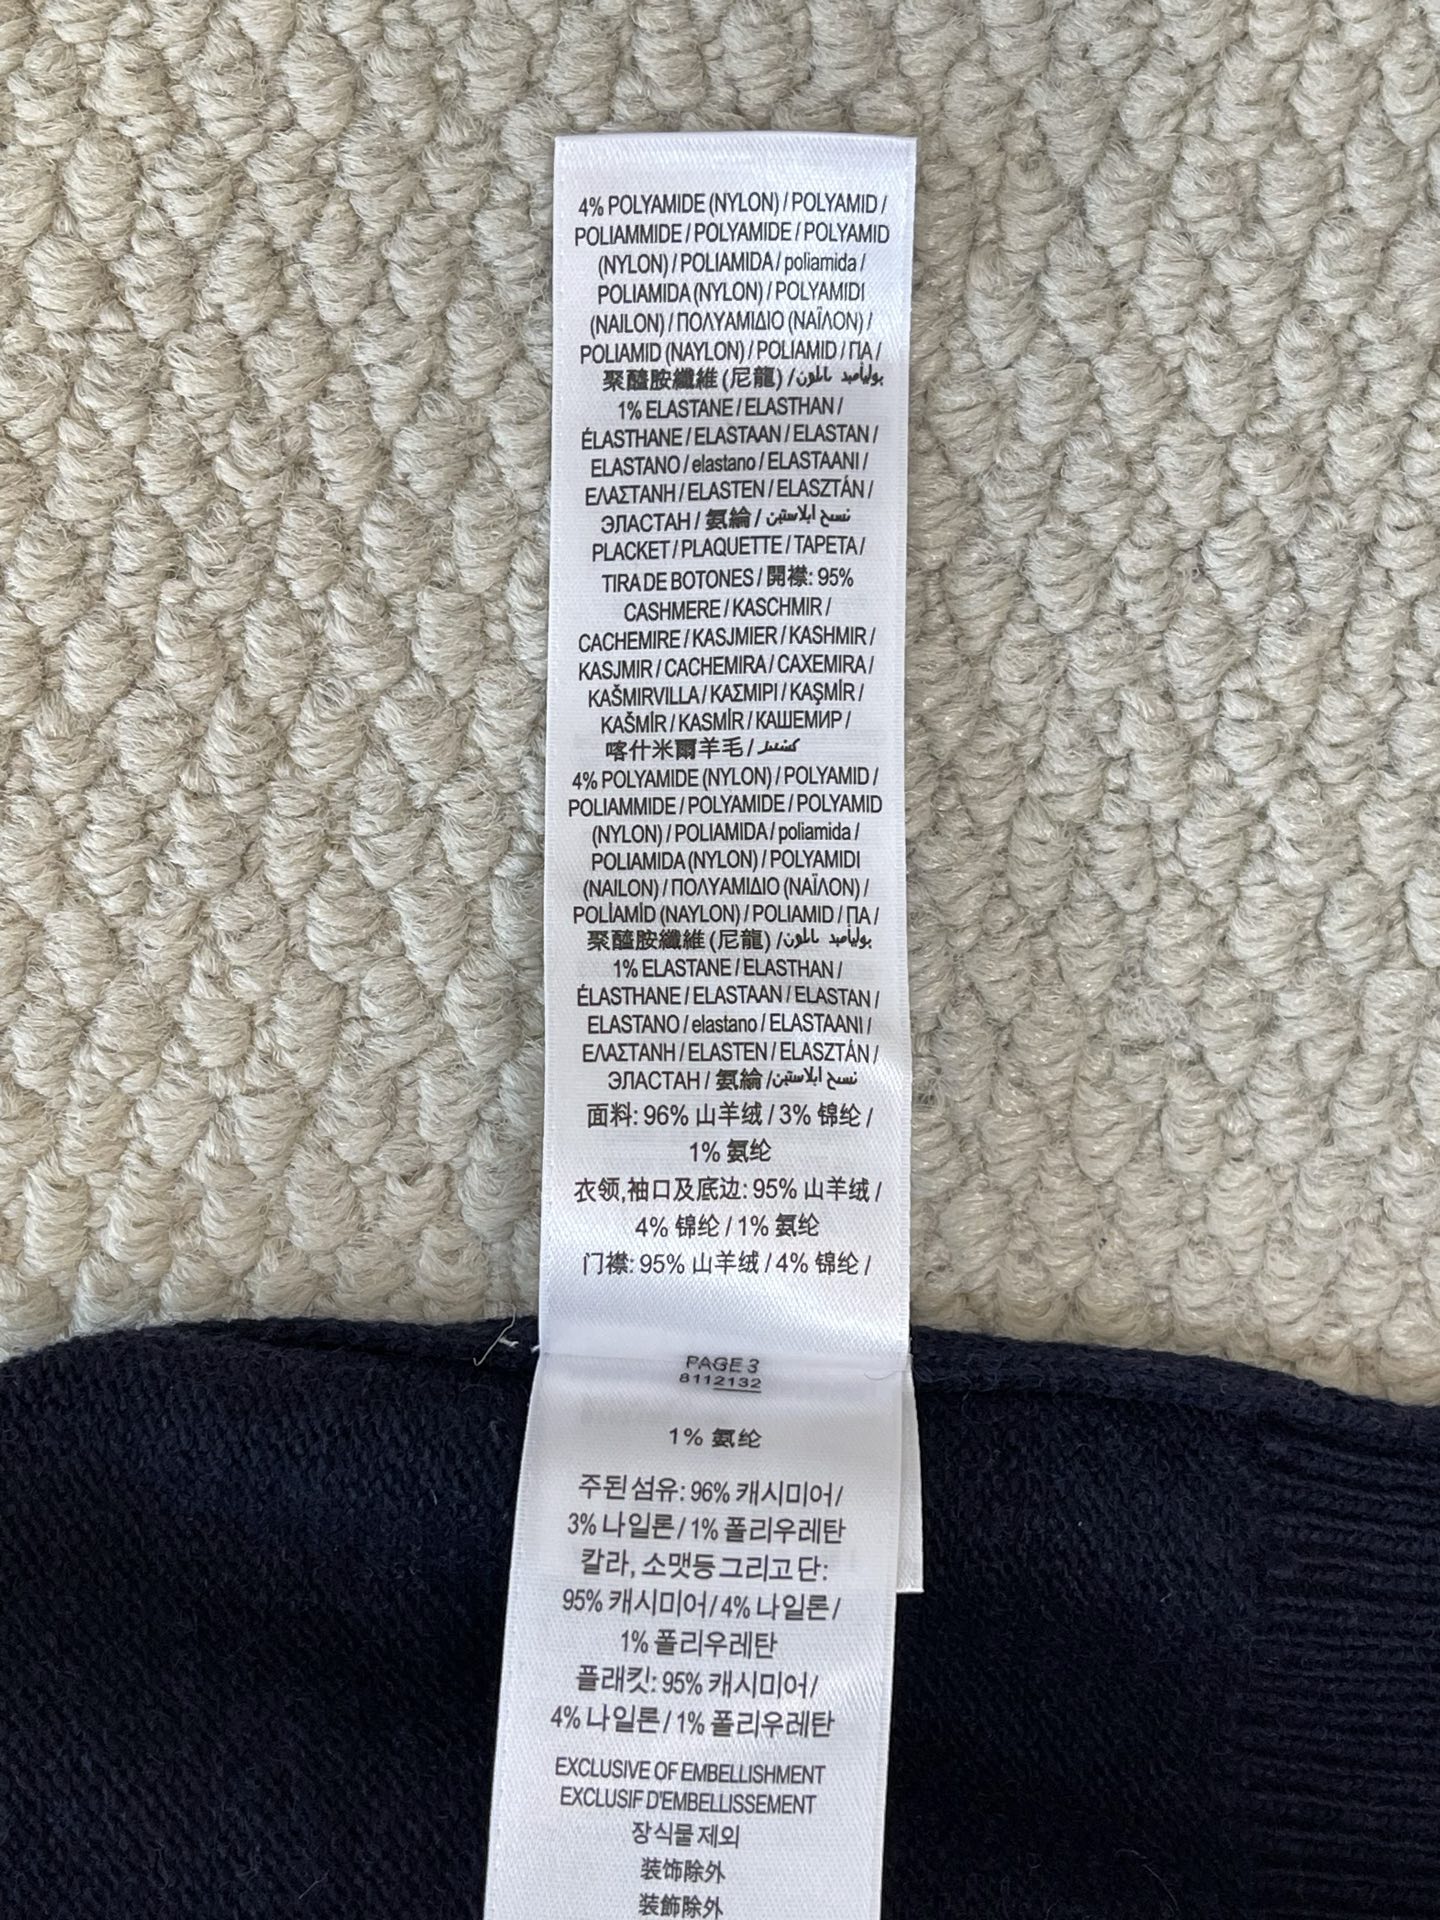 4% POLYAMIDE (NYLON) / POLYAMID /
POLIAMMIDE / POLYAMIDE / POLYAMID
(NYLON) / POLIAMIDA / poliamida /
POLIAMIDA (NYLON) / POLYAMIDI
(NAILON) / ΠΟΛΥΑΜΙΔΙΟ (ΝΑΪΛΟΝ) /
POLIAMID (NAYLON) / POLIAMID / ПА /
聚醯胺纖維 (尼龍) / بولیأمید نایلون
1% ELASTANE / ELASTHAN /
ÉLASTHANE / ELASTAAN / ELASTAN /
ELASTANO / elastano / ELASTAANI /
ΕΛΑΣΤΑΝΗ / ELASTEN / ELASZTÁN /
ЭЛАСТАН / 氨綸 / نسيج ايلاستين
PLACKET / PLAQUETTE / TAPETA /
TIRA DE BOTONES / 開襟: 95%
CASHMERE / KASCHMIR /
CACHEMIRE / KASJMIER / KASHMIR /
KASJMIR / CACHEMIRA / CAXEMIRA /
KAŠMIRVILLA / ΚΑΣΜΙΡΙ / KAŞMİR /
KAŠMÍR / KASMÍR / КАШЕМИР /
喀什米爾羊毛 / كشمير
4% POLYAMIDE (NYLON) / POLYAMID /
POLIAMMIDE / POLYAMIDE / POLYAMID
(NYLON) / POLIAMIDA / poliamida /
POLIAMIDA (NYLON) / POLYAMIDI
(NAILON) / ΠΟΛΥΑΜΙΔΙΟ (ΝΑΪΛΟΝ) /
POLİAMİD (NAYLON) / POLIAMID / ПА /
聚醯胺纖維 (尼龍) / بولیأمید نایلون
1% ELASTANE / ELASTHAN /
ÉLASTHANE / ELASTAAN / ELASTAN /
ELASTANO / elastano / ELASTAANI /
ΕΛΑΣΤΑΝΗ / ELASTEN / ELASZTÁN /
ЭЛАСТАН / 氨綸 / نسيج ايلاستين
面料: 96% 山羊绒 / 3% 锦纶 /
1% 氨纶
衣领,袖口及底边: 95% 山羊绒 /
4% 锦纶 / 1% 氨纶
门襟: 95% 山羊绒 / 4% 锦纶 /
PAGE 3
8112132
1% 氨纶
주된 섬유: 96% 캐시미어 /
3% 나일론 / 1% 폴리우레탄
칼라, 소맷등 그리고 단:
95% 캐시미어 / 4% 나일론 /
1% 폴리우레탄
플래킷: 95% 캐시미어 /
4% 나일론 / 1% 폴리우레탄
EXCLUSIVE OF EMBELLISHMENT
EXCLUSIF D'EMBELLISSEMENT
장식물 제외
装饰除外
裝飾除外